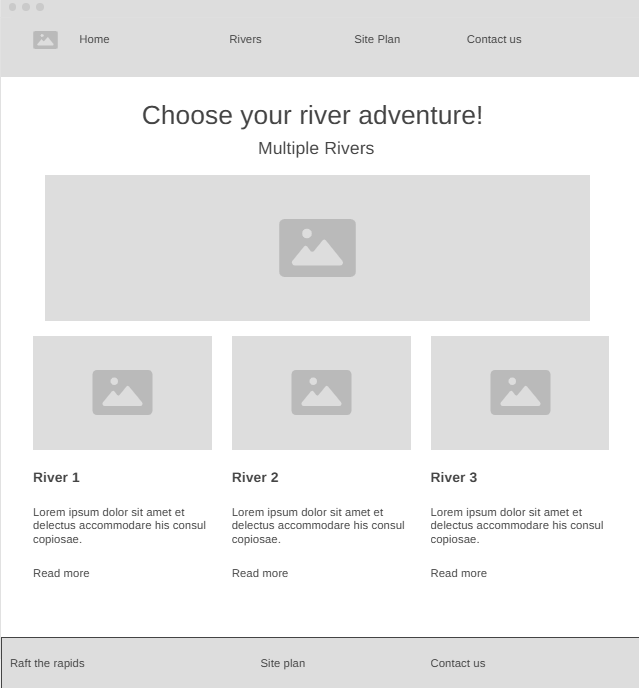 Home Rivers Site Plan Contact us
Choose your river adventure!
Multiple Rivers
River 1
Lorem ipsum dolor sit amet et
delectus accommodare his consul
copiosae.
Read more
River 2
Lorem ipsum dolor sit amet et
delectus accommodare his consul
copiosae.
Read more
River 3
Lorem ipsum dolor sit amet et
delectus accommodare his consul
copiosae.
Read more
Raft the rapids Site plan Contact us